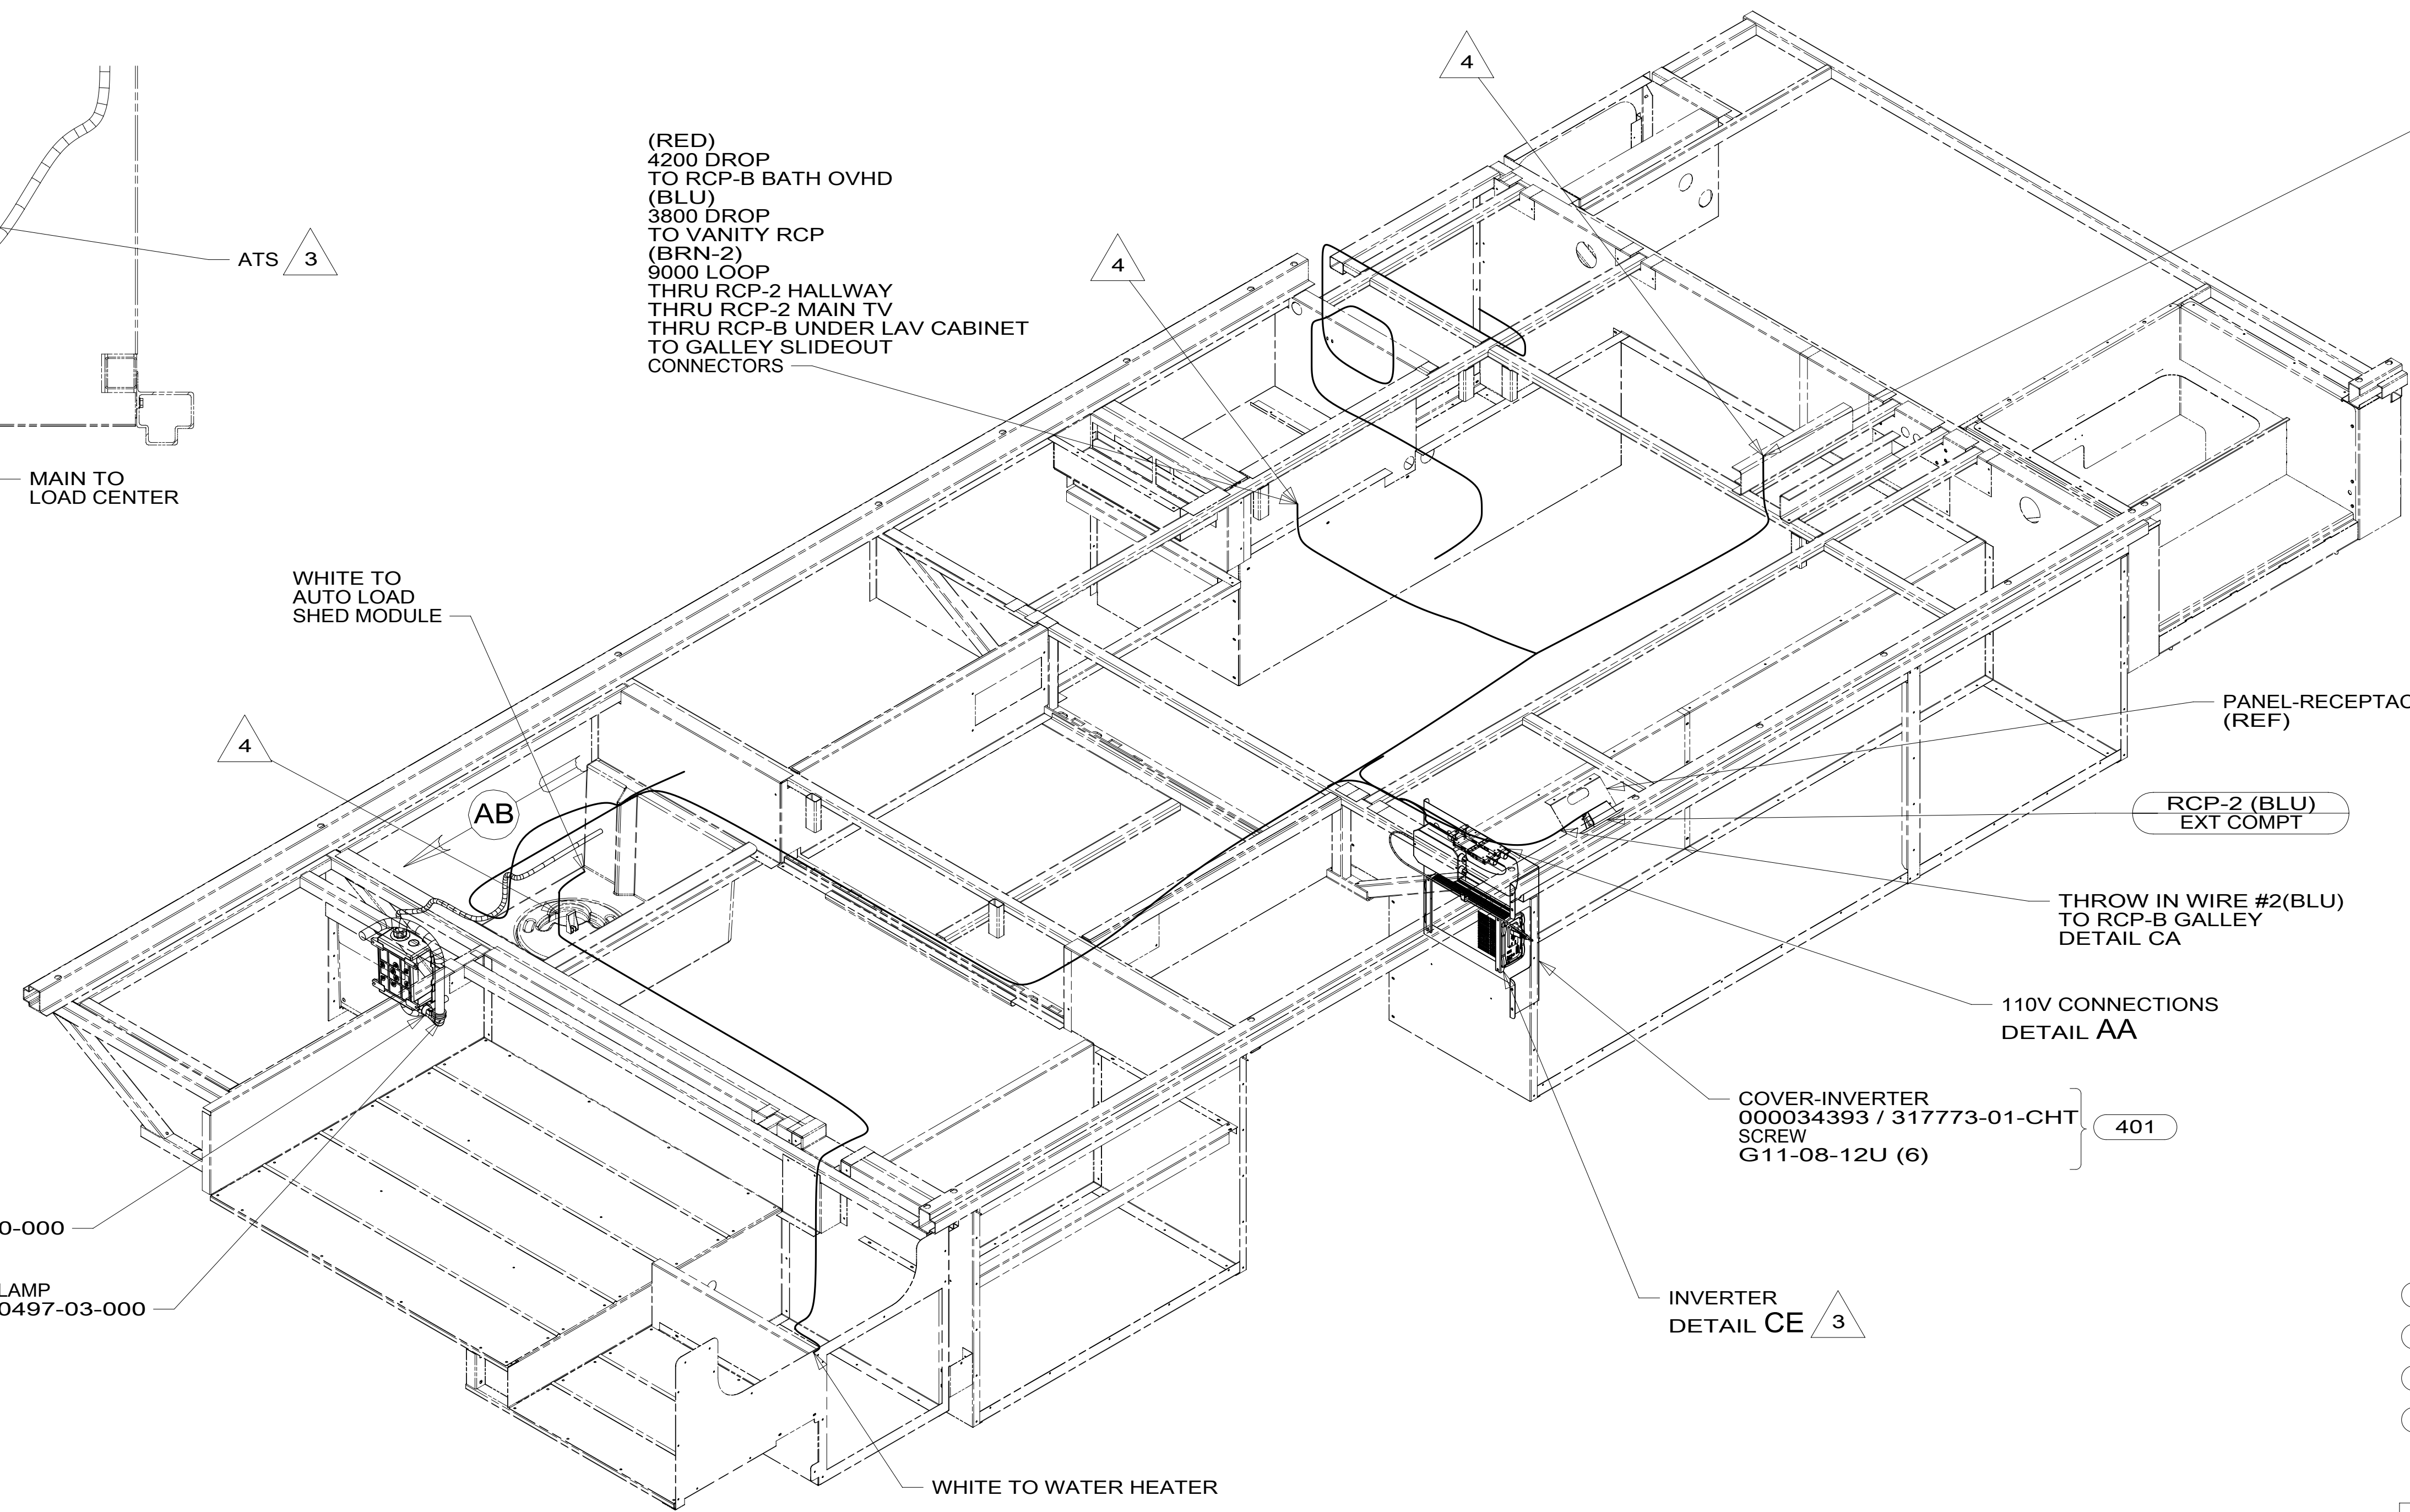 4
(RED)
4200 DROP
TO RCP-B BATH OVHD
(BLU)
3800 DROP
TO VANITY RCP
(BRN-2)
9000 LOOP
THRU RCP-2 HALLWAY
THRU RCP-2 MAIN TV
THRU RCP-B UNDER LAV CABINET
TO GALLEY SLIDEOUT
CONNECTORS
4
ATS 3
MAIN TO
LOAD CENTER
WHITE TO
AUTO LOAD
SHED MODULE
4
AB
PANEL-RECEPTAC
(REF)
RCP-2 (BLU)
EXT COMPT
THROW IN WIRE #2(BLU)
TO RCP-B GALLEY
DETAIL CA
110V CONNECTIONS
DETAIL AA
COVER-INVERTER
000034393 / 317773-01-CHT
SCREW
G11-08-12U (6)
401
0-000
LAMP
0497-03-000
INVERTER
DETAIL CE 3
WHITE TO WATER HEATER